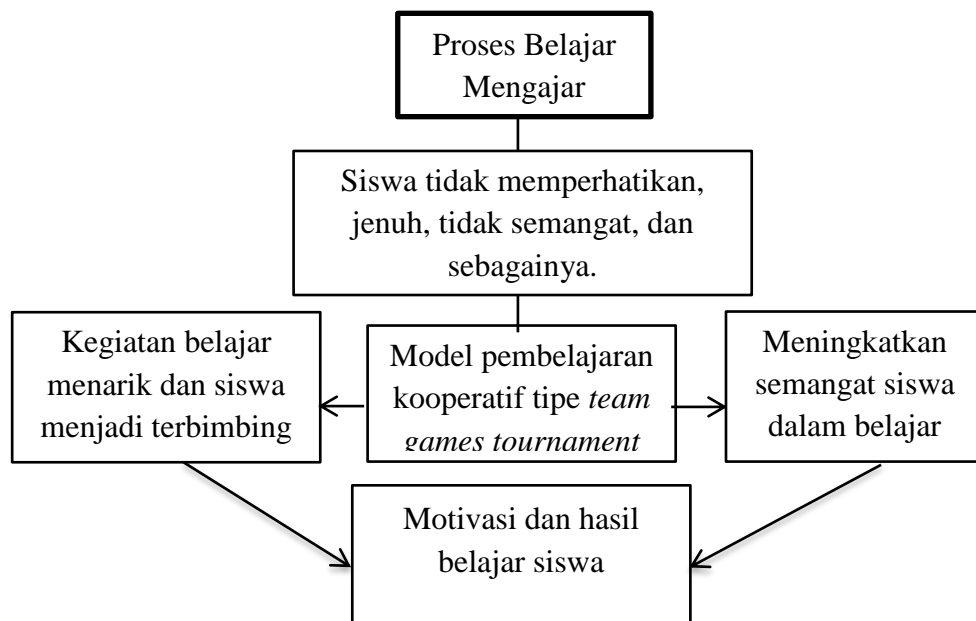 Proses Belajar
Mengajar
Siswa tidak memperhatikan,
jenuh, tidak semangat, dan
sebagainya.
Kegiatan belajar
menarik dan siswa
menjadi terbimbing
Model pembelajaran
kooperatif tipe team
games tournament
Meningkatkan
semangat siswa
dalam belajar
Motivasi dan hasil
belajar siswa